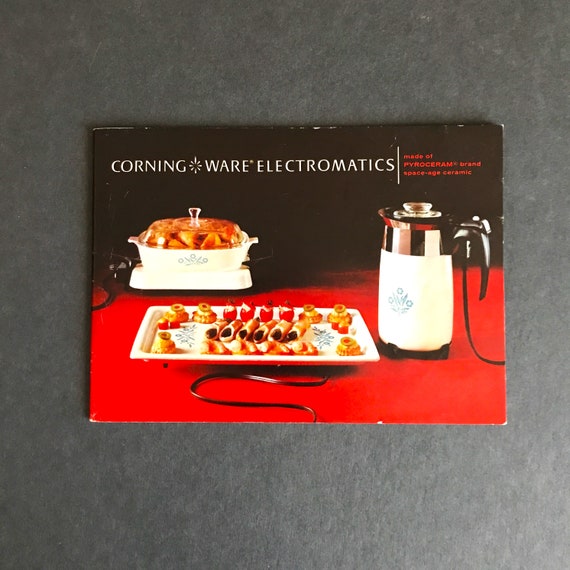 CORNING WARE® ELECTROMATICS
made of
PYROCERAM® brand
space-age ceramic